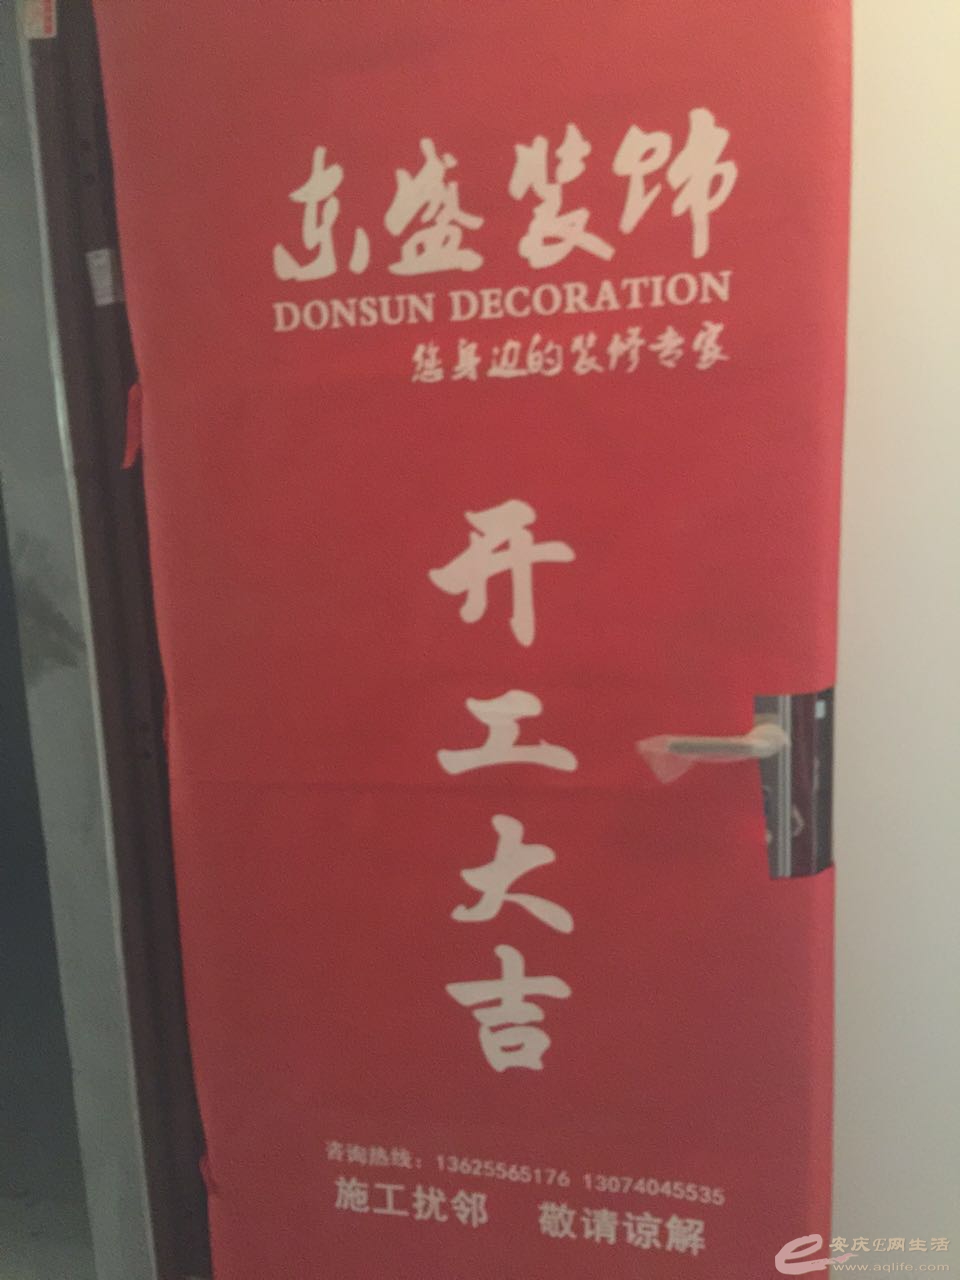 东盛装饰
DONSUN DECORATION
您身边的装修专家
开
工
大
吉
咨询热线：13625565176 13074045535
施工扰邻 敬请谅解
安庆E网生活
www.aqlife.com